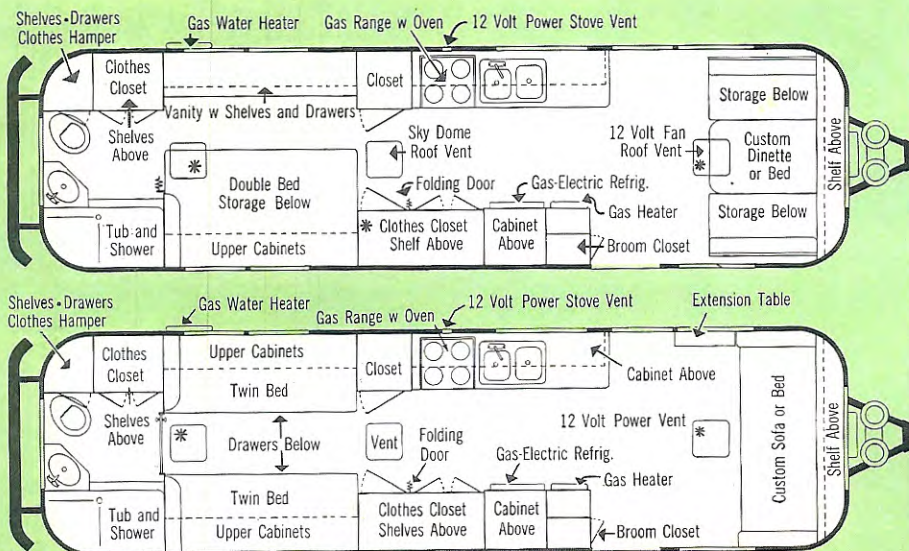 Shelves • Drawers
Clothes Hamper
Gas Water Heater
Gas Range w Oven
12 Volt Power Stove Vent
Clothes
Closet
Closet
Vanity w Shelves and Drawers
Shelves
Above
Storage Below
Sky Dome
Roof Vent
12 Volt Fan
Roof Vent
Custom
Dinette
or Bed
Shelf Above
Double Bed
Storage Below
Folding Door
Gas-Electric Refrig.
Gas Heater
Tub and
Shower
Upper Cabinets
Clothes Closet
Shelf Above
Cabinet
Above
Broom Closet
Storage Below
Shelves • Drawers
Clothes Hamper
Gas Water Heater
Gas Range w Oven
12 Volt Power Stove Vent
Extension Table
Clothes
Closet
Upper Cabinets
Twin Bed
Closet
Cabinet Above
Shelves
Above
Drawers Below
Vent
Folding
Door
12 Volt Power Vent
Custom Sofa or Bed
Shelf Above
Gas-Electric Refrig.
Gas Heater
Tub and
Shower
Twin Bed
Upper Cabinets
Clothes Closet
Shelves Above
Cabinet
Above
Broom Closet